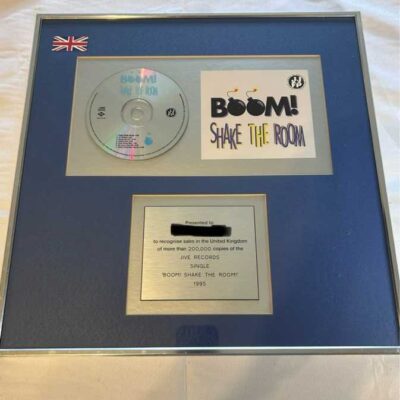 BOOM!
SHAKE THE ROOM
BOOM!
SHAKE THE ROOM
Presented to
to recognise sales in the United Kingdom
of more than 200,000 copies of the
JIVE RECORDS
SINGLE
'BOOM! SHAKE THE ROOM!'
1995